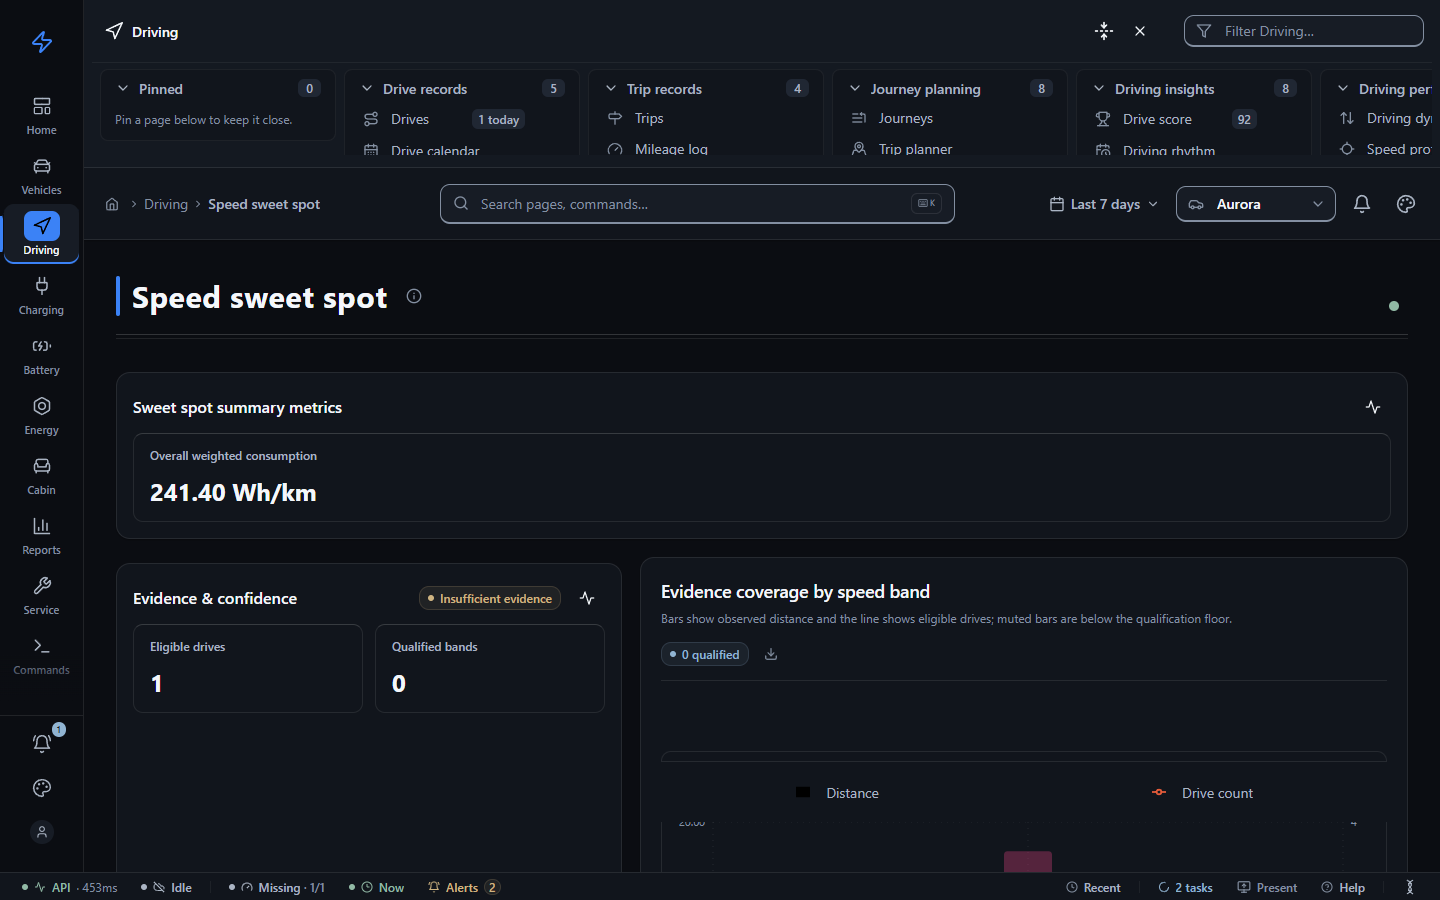 Driving
Filter Driving...
Home
Vehicles
Driving
Charging
Battery
Energy
Cabin
Reports
Service
Commands
1
Pinned 0
Pin a page below to keep it close.
Drive records 5
Drives 1 today
Drive calendar
Trip records 4
Trips
Mileage log
Journey planning 8
Journeys
Trip planner
Driving insights 8
Drive score 92
Driving rhythm
Driving per
Driving dy
Speed pro
Driving Speed sweet spot
Search pages, commands...
K
Last 7 days
Aurora
Speed sweet spot
Sweet spot summary metrics
Overall weighted consumption
241.40 Wh/km
Evidence & confidence
Insufficient evidence
Eligible drives
1
Qualified bands
0
Evidence coverage by speed band
Bars show observed distance and the line shows eligible drives; muted bars are below the qualification floor.
0 qualified
Distance
Drive count
20.00
4
API · 453ms
Idle
Missing · 1/1
Now
Alerts 2
Recent
2 tasks
Present
Help